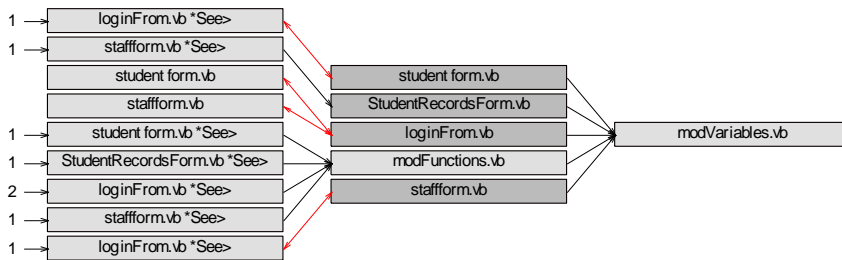 1 loginFrom.vb *See>
1 staffform.vb *See>
student form.vb
staffform.vb
1 student form.vb *See>
1 StudentRecordsForm.vb *See>
2 loginFrom.vb *See>
1 staffform.vb *See>
1 loginFrom.vb *See>
student form.vb
StudentRecordsForm.vb
loginFrom.vb
modFunctions.vb
staffform.vb
modVariables.vb